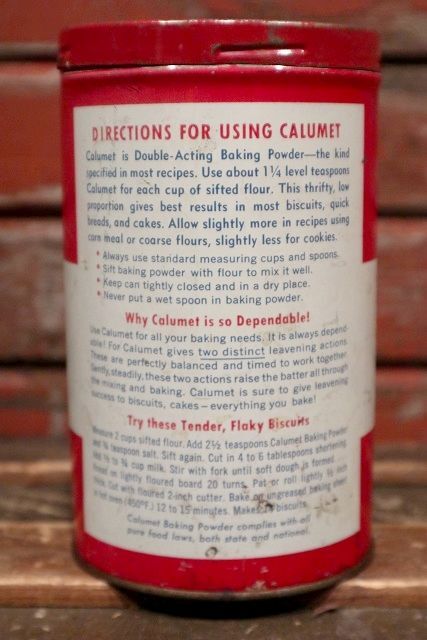 DIRECTIONS FOR USING CALUMET
Calumet is Double-Acting Baking Powder—the kind
specified in most recipes. Use about 1¼ level teaspoons
Calumet for each cup of sifted flour. This thrifty, low
proportion gives best results in most biscuits, quick
breads, and cakes. Allow slightly more in recipes using
corn meal or coarse flours, slightly less for cookies.
* Always use standard measuring cups and spoons.
* Sift baking powder with flour to mix it well.
* Keep can tightly closed and in a dry place.
* Never put a wet spoon in baking powder.
Why Calumet is so Dependable!
Use Calumet for all your baking needs. It is always depend-
able! For Calumet gives two distinct leavening actions
These are perfectly balanced and timed to work together.
Gently, steadily, these two actions raise the batter all through
the mixing and baking. Calumet is sure to give leavening
success to biscuits, cakes—everything you bake!
Try these Tender, Flaky Biscuits
Measure 2 cups sifted flour. Add 2½ teaspoons Calumet Baking Powder
and ¾ teaspoon salt. Sift again. Cut in 4 to 6 tablespoons shortening.
Add ⅔ to ¾ cup milk. Stir with fork until soft dough is formed
Knead on lightly floured board 20 turns. Pat or roll lightly ½ inch
thick. Cut with floured 2-inch cutter. Bake on ungreased baking sheet
in hot oven (450°F.) 12 to 15 minutes. Makes biscuits.
Calumet Baking Powder complies with all
pure food laws, both state and national.